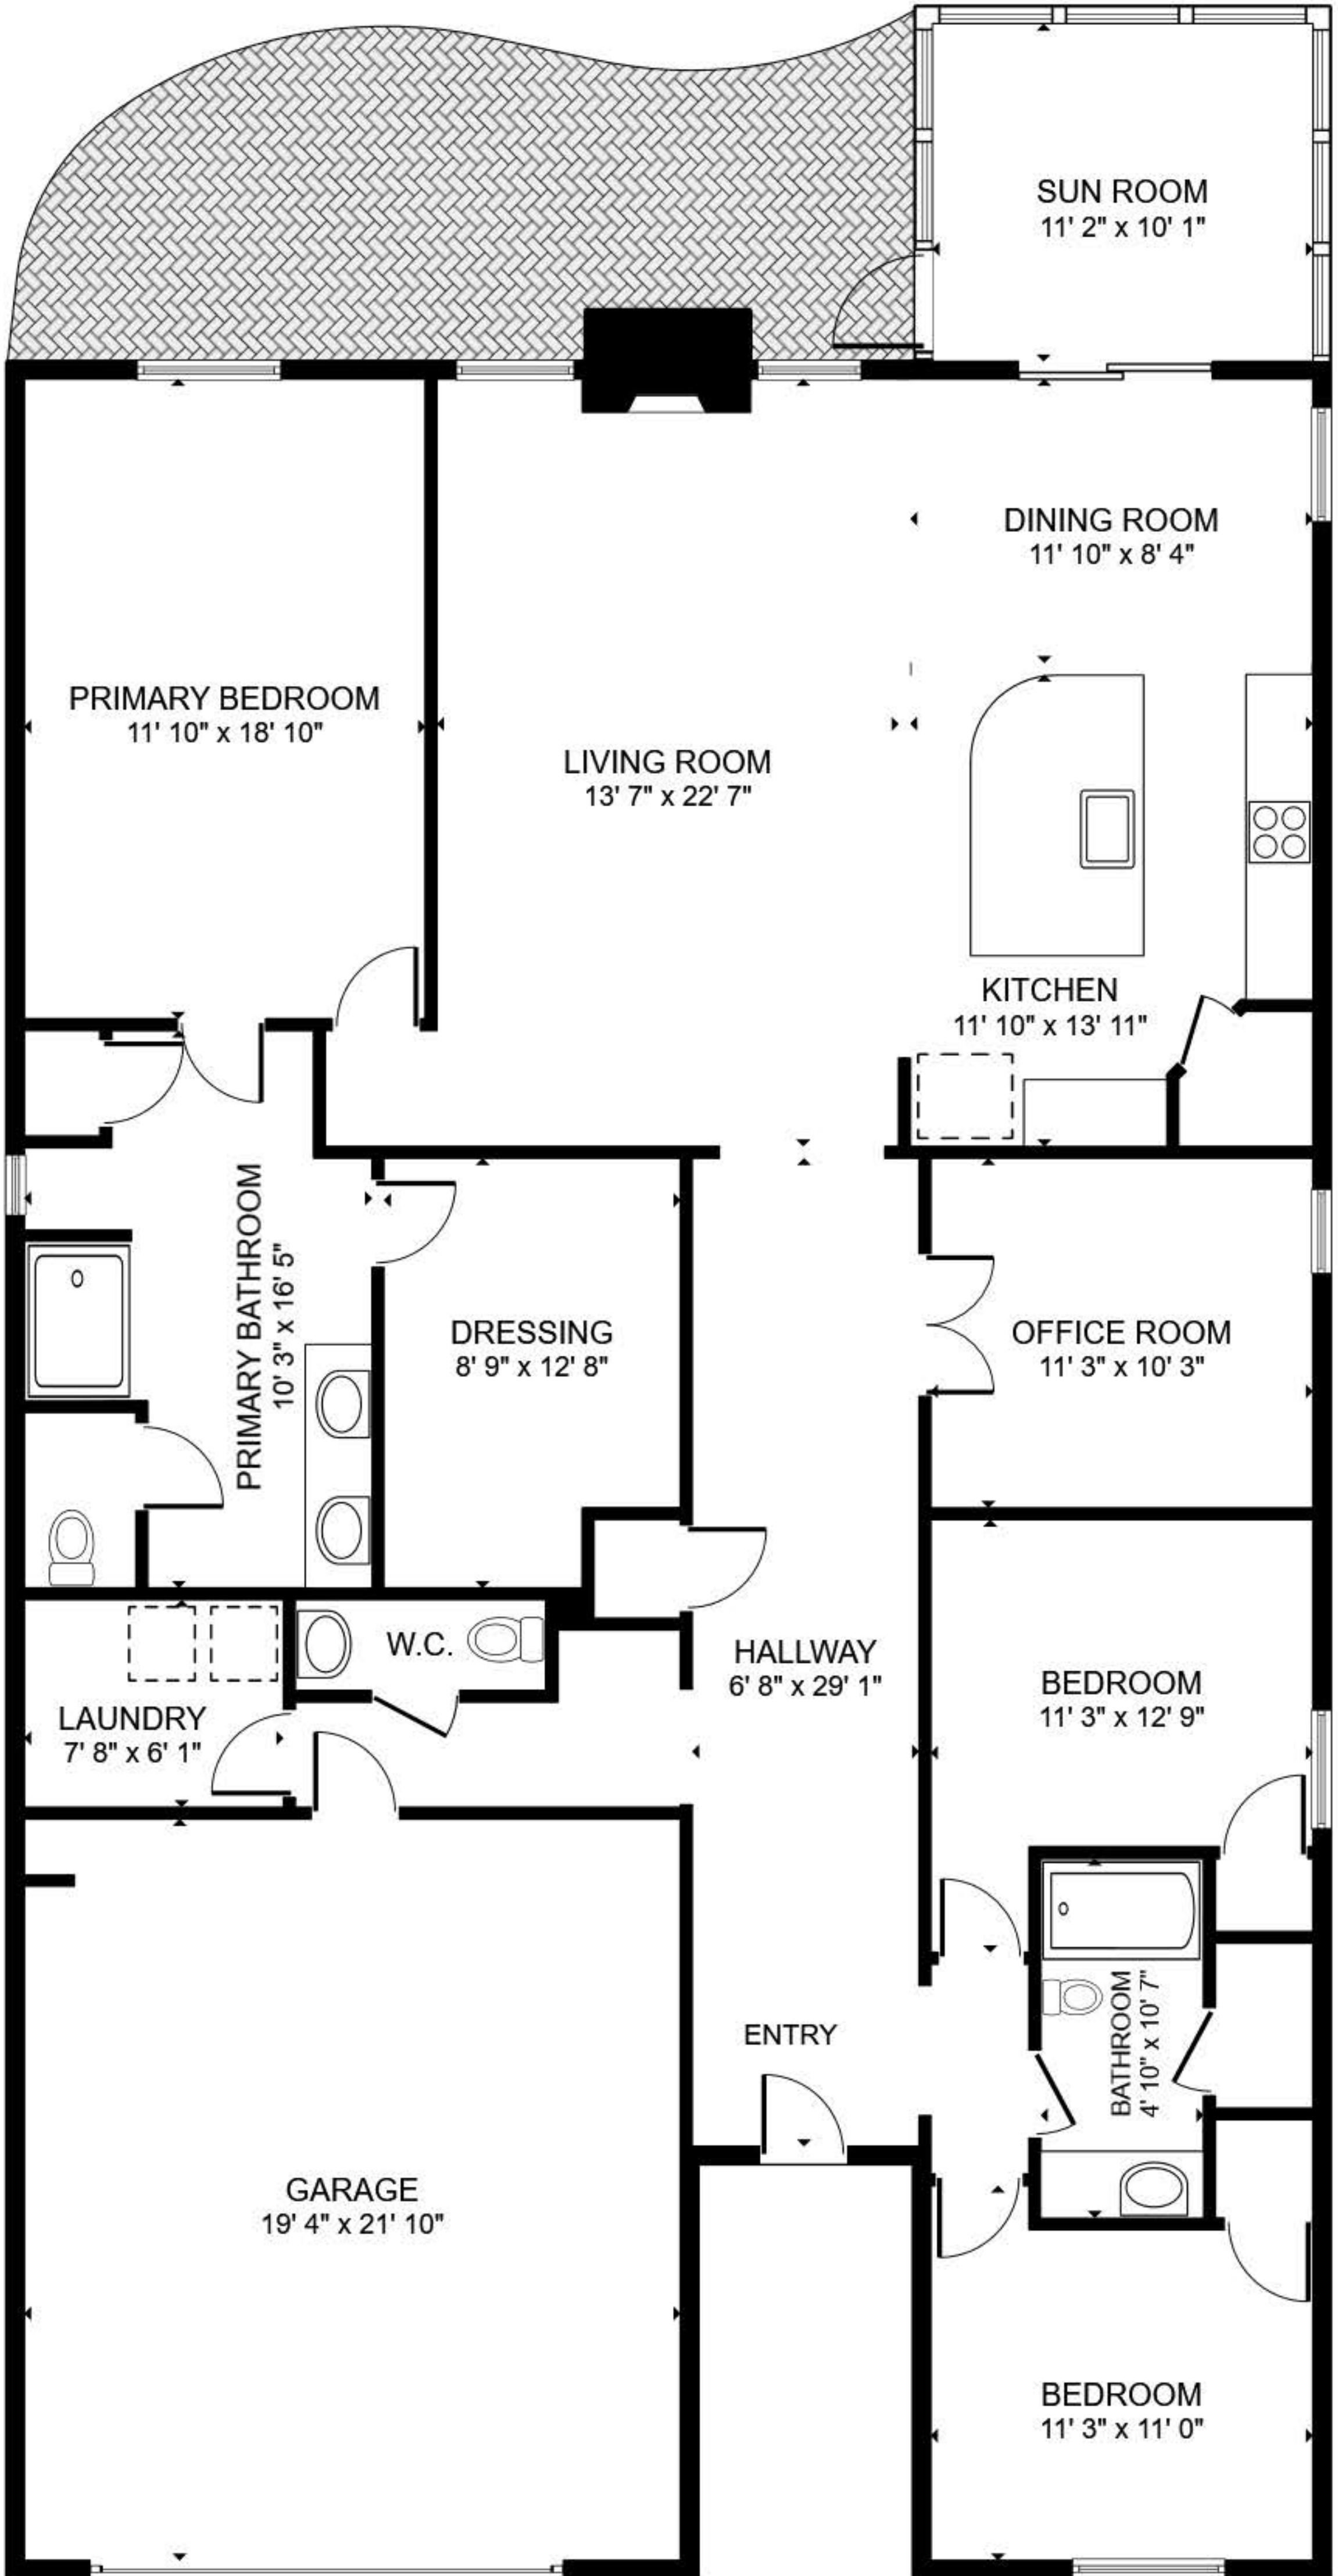 SUN ROOM
11' 2" x 10' 1"
DINING ROOM
11' 10" x 8' 4"
PRIMARY BEDROOM
11' 10" x 18' 10"
LIVING ROOM
13' 7" x 22' 7"
KITCHEN
11' 10" x 13' 11"
PRIMARY BATHROOM
10' 3" x 16' 5"
DRESSING
8' 9" x 12' 8"
OFFICE ROOM
11' 3" x 10' 3"
W.C.
HALLWAY
6' 8" x 29' 1"
BEDROOM
11' 3" x 12' 9"
LAUNDRY
7' 8" x 6' 1"
BATHROOM
4' 10" x 10' 7"
ENTRY
GARAGE
19' 4" x 21' 10"
BEDROOM
11' 3" x 11' 0"